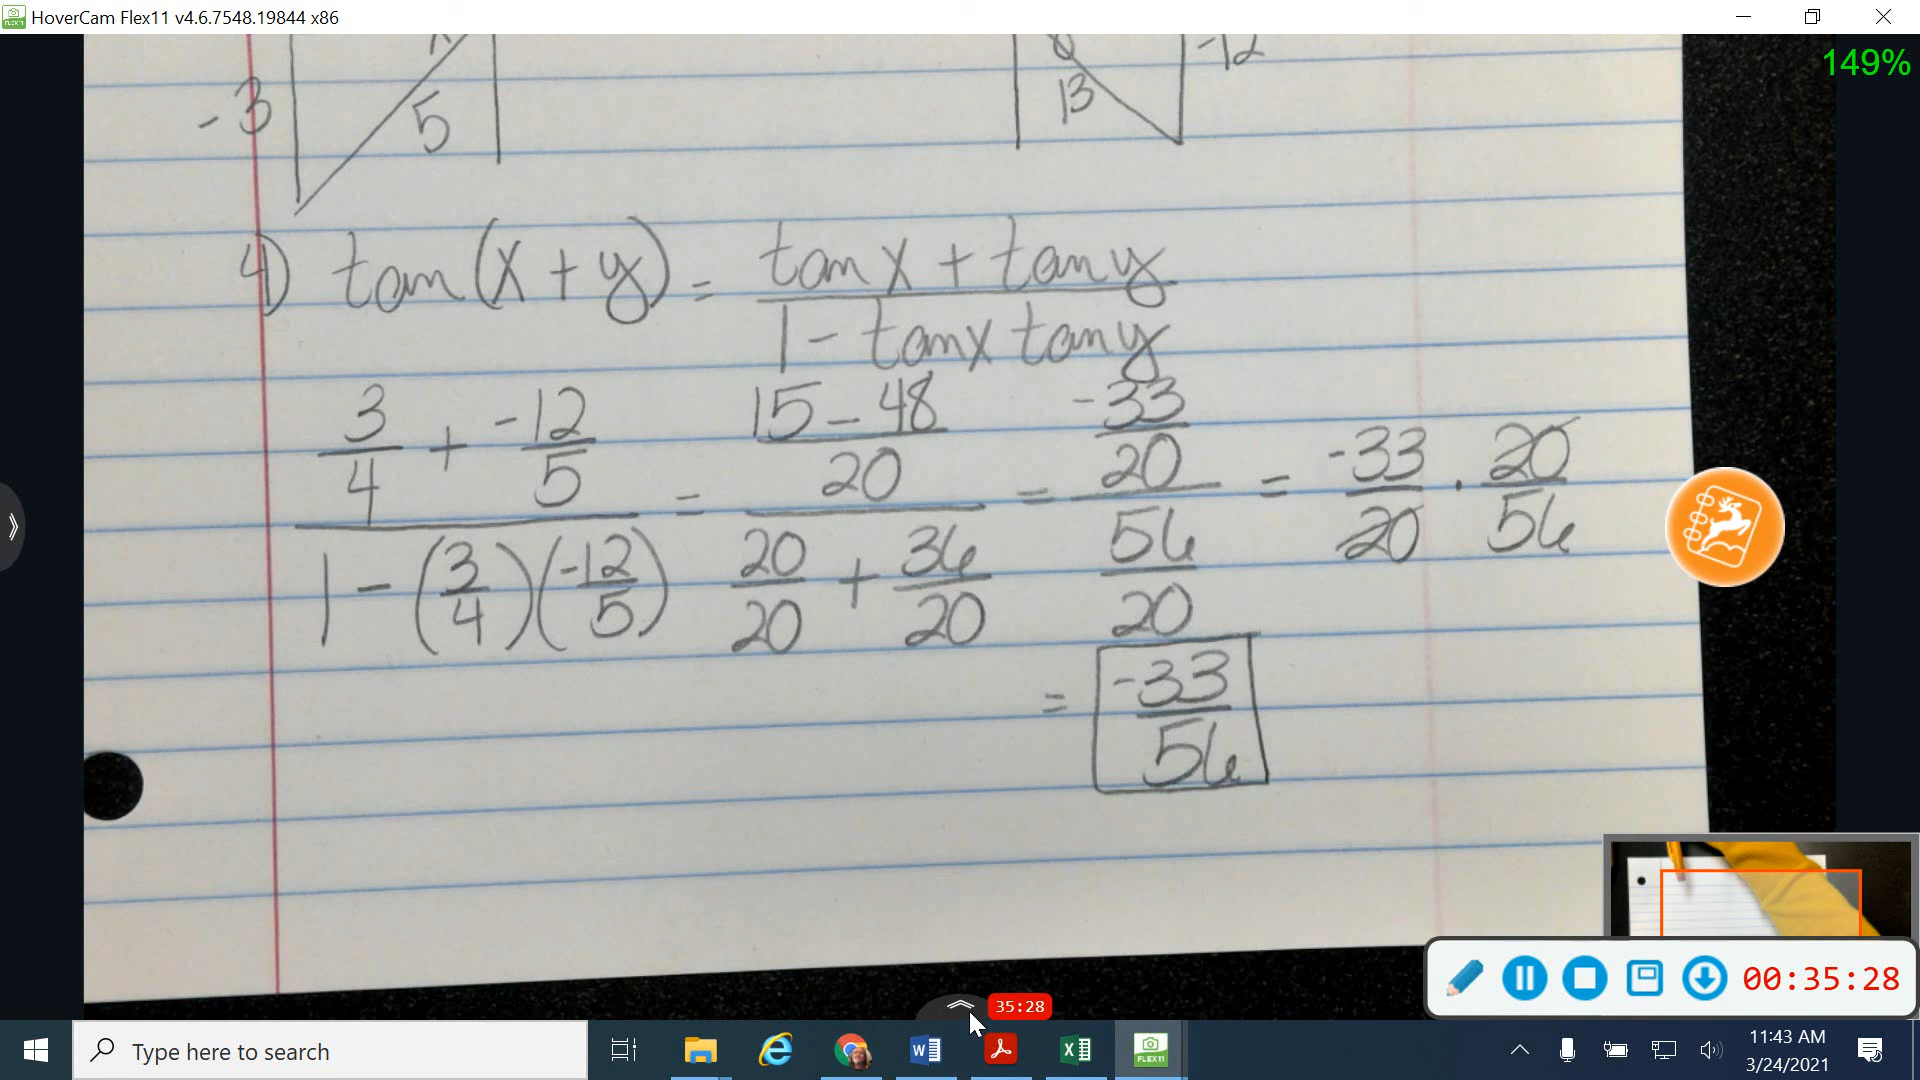 HoverCam Flex11 v4.6.7548.19844 x86
149%
-3
5
13
-12
4) tan(x + y) = tan x + tan y
1 - tan x tan y
3/4 + -12/5 = 15 - 48/20 = -33/20 = -33/20 · 20/56
1 - (3/4)(-12/5) 20/20 + 36/20 56/20
= -33/56
00:35:28
35:28
Type here to search
FLEX11
11:43 AM
3/24/2021